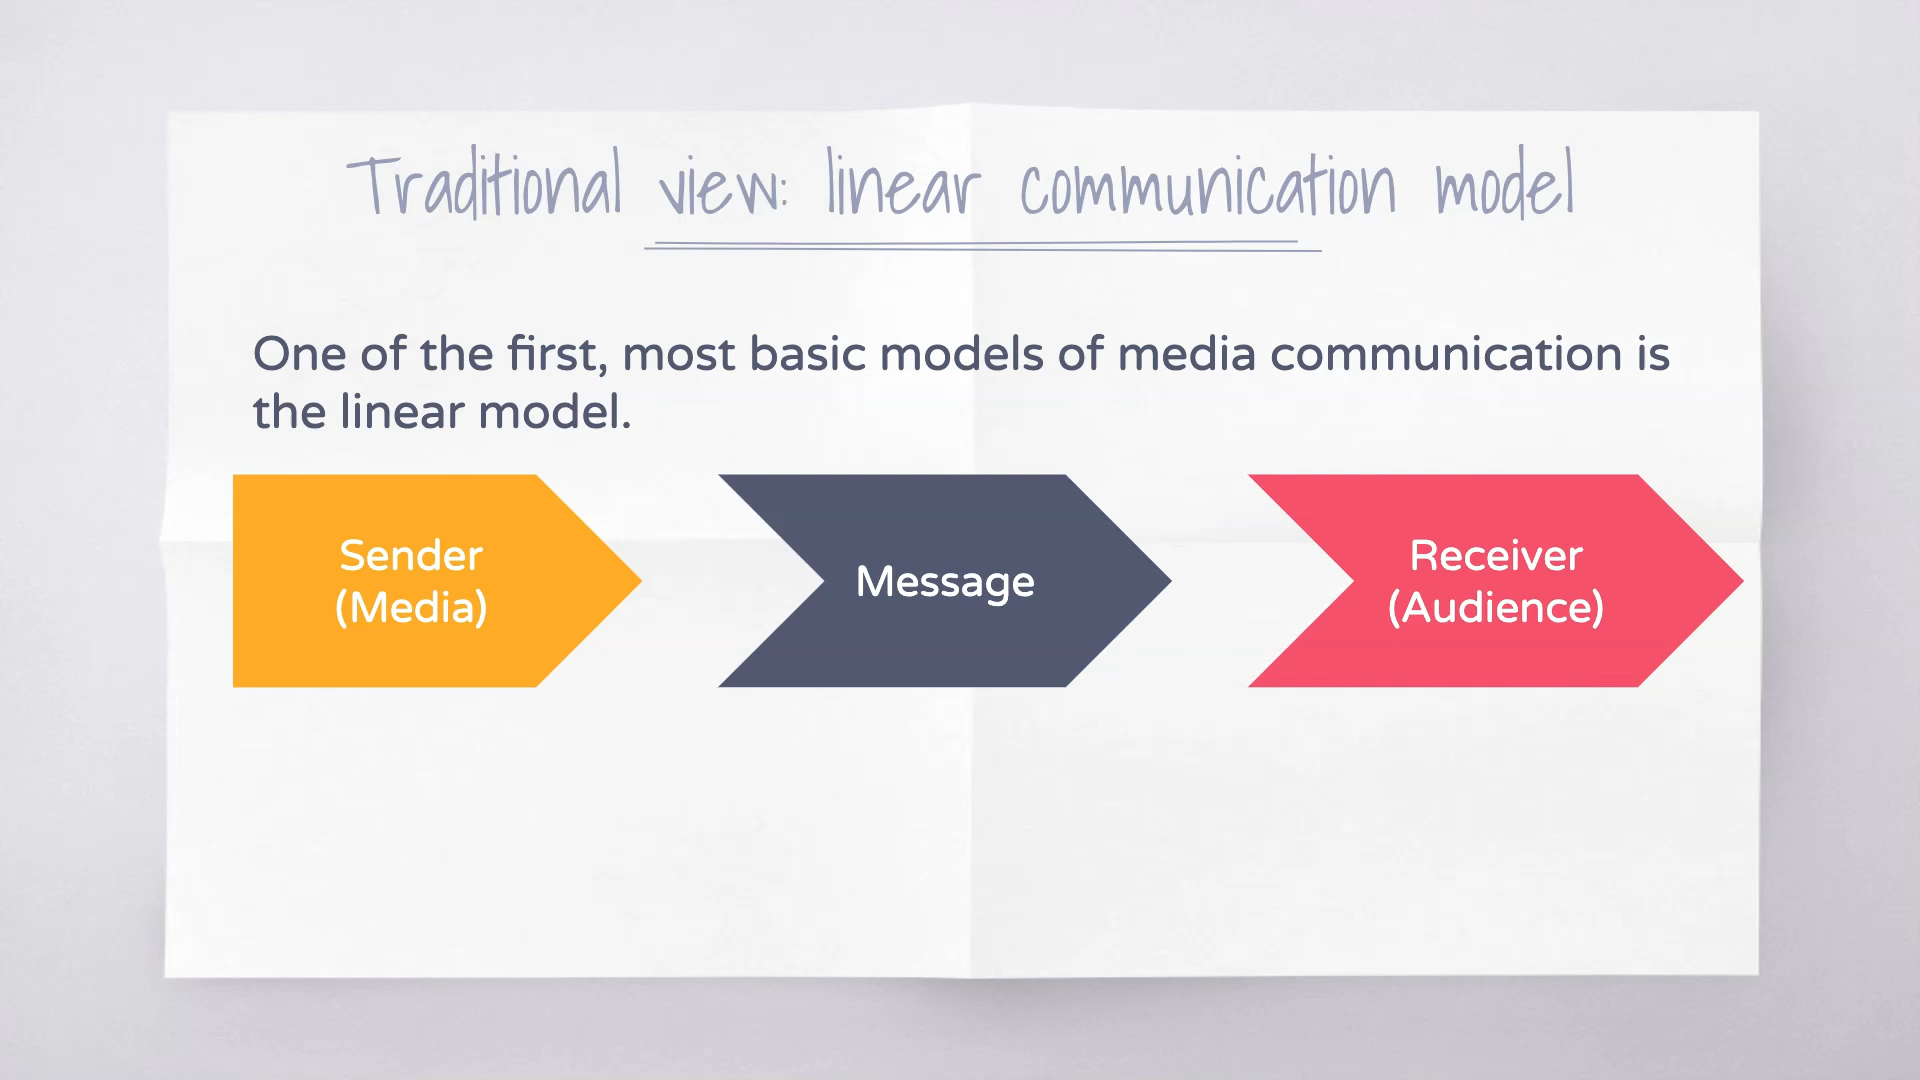 Traditional view: linear communication model
One of the first, most basic models of media communication is
the linear model.
Sender
(Media)
Message
Receiver
(Audience)